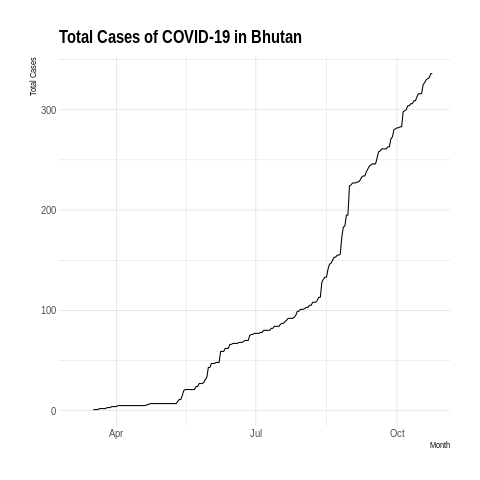 Total Cases of COVID-19 in Bhutan
Total Cases
300
200
100
0
Apr
Jul
Oct
Month